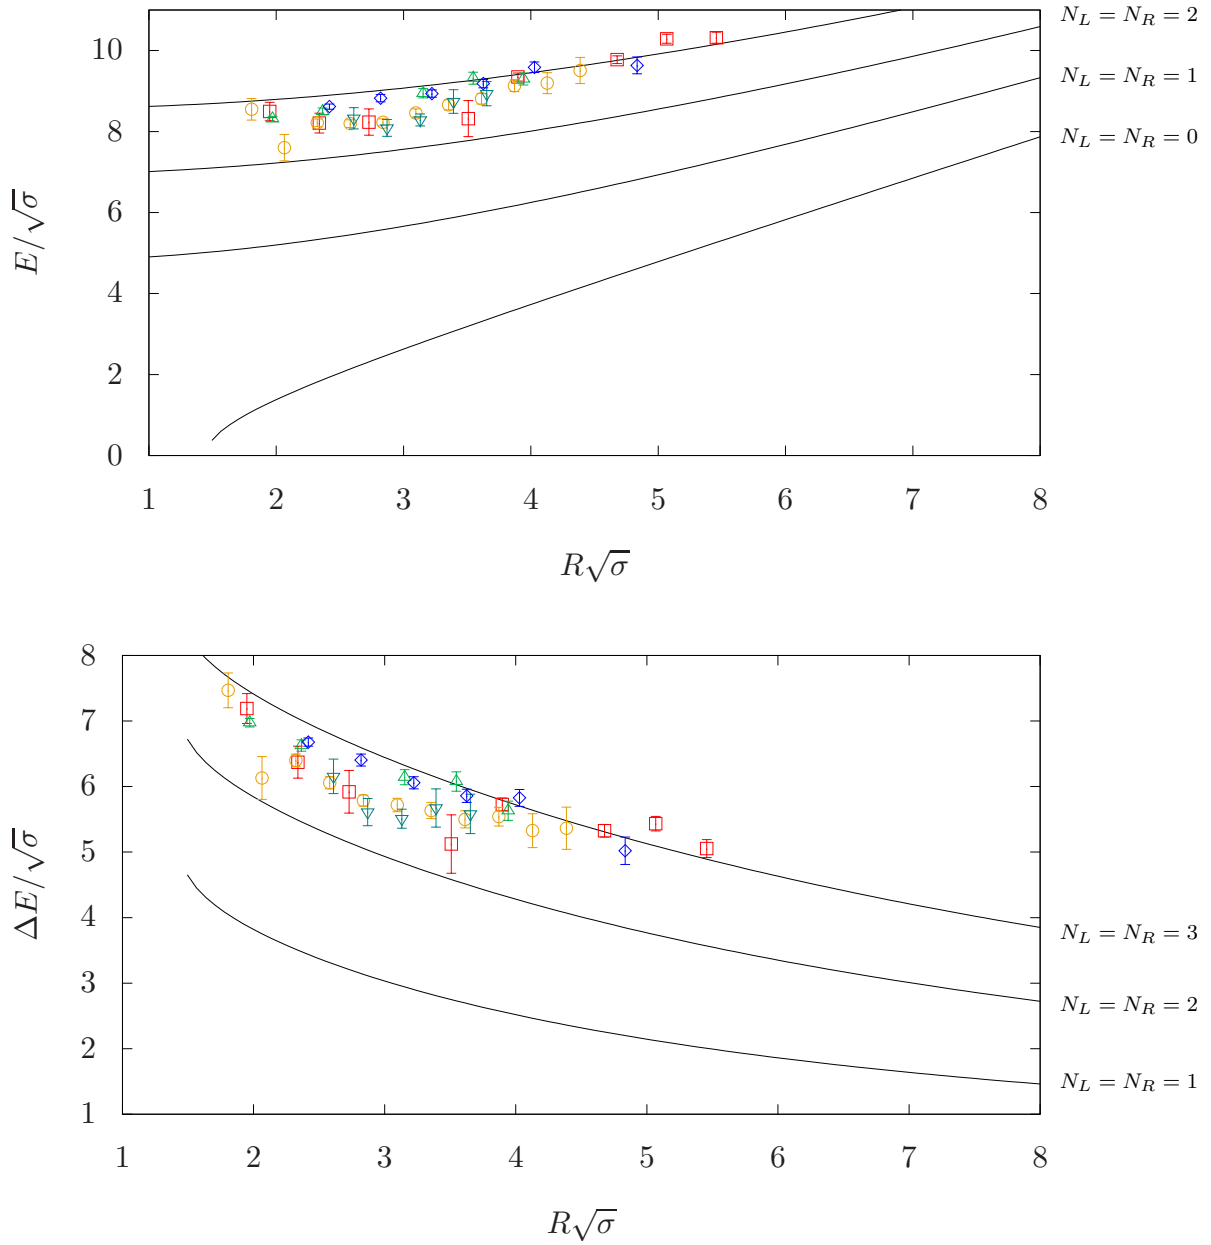 10
8
6
4
2
0
E/√σ
1 2 3 4 5 6 7 8
R√σ
N_L = N_R = 2
N_L = N_R = 1
N_L = N_R = 0
8
7
6
5
4
3
2
1
ΔE/√σ
1 2 3 4 5 6 7 8
R√σ
N_L = N_R = 3
N_L = N_R = 2
N_L = N_R = 1